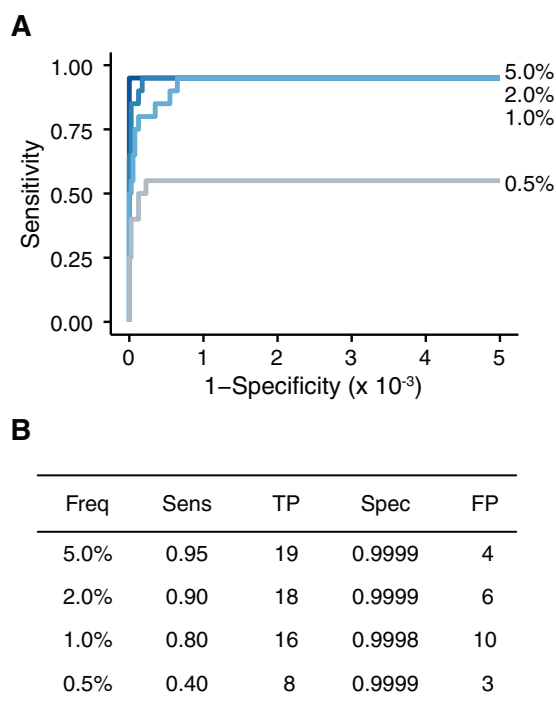 A
1.00
0.75
0.50
0.25
0.00
Sensitivity
5.0%
2.0%
1.0%
0.5%
0 1 2 3 4 5
1−Specificity (x 10⁻³)
B
Freq Sens TP Spec FP
5.0% 0.95 19 0.9999 4
2.0% 0.90 18 0.9999 6
1.0% 0.80 16 0.9998 10
0.5% 0.40 8 0.9999 3